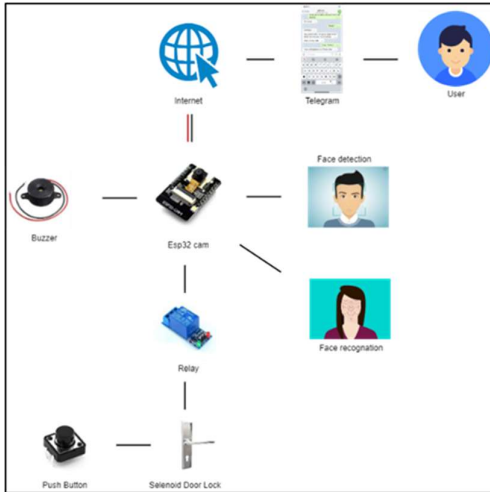 Internet
Telegram
User
Face detection
Buzzer
Esp32 cam
Face recognation
Relay
Push Button
Selenoid Door Lock